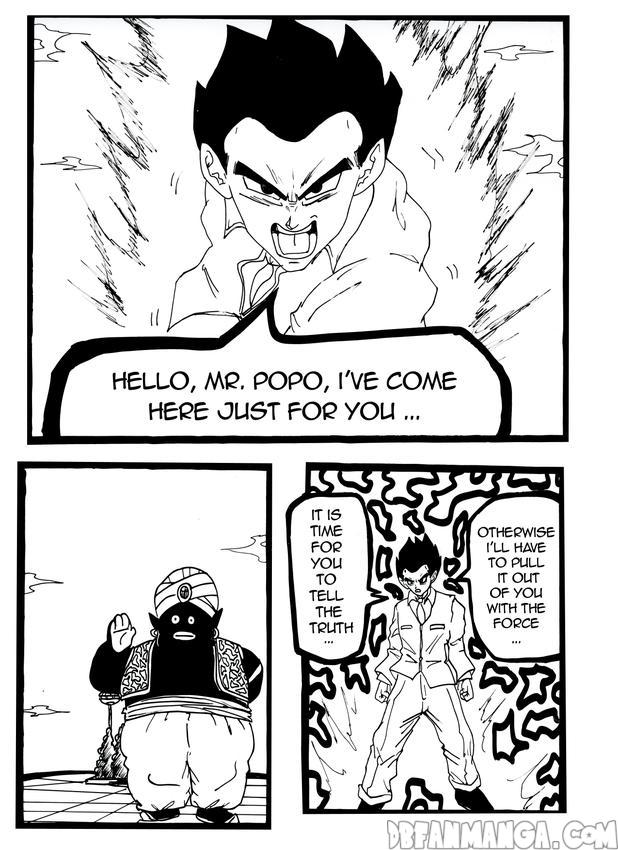 HELLO, MR. POPO, I'VE COME
HERE JUST FOR YOU ...
IT IS
TIME
FOR
YOU
TO
TELL
THE
TRUTH
...
OTHERWISE
I'LL HAVE
TO PULL
IT OUT
OF YOU
WITH THE
FORCE
...
DBFANMANGA.COM